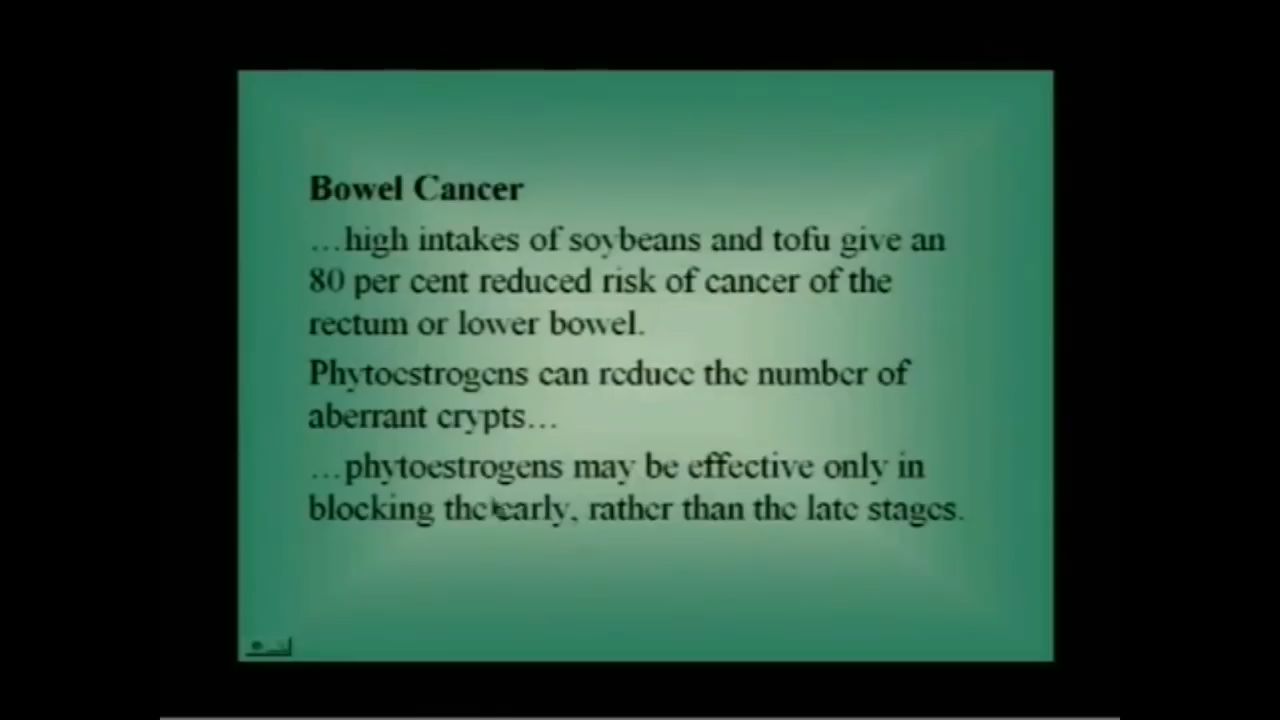 Bowel Cancer
…high intakes of soybeans and tofu give an
80 per cent reduced risk of cancer of the
rectum or lower bowel.
Phytoestrogens can reduce the number of
aberrant crypts…
…phytoestrogens may be effective only in
blocking the early, rather than the late stages.